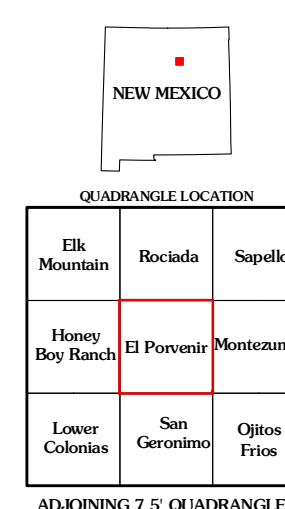 NEW MEXICO
QUADRANGLE LOCATION
Elk
Mountain
Rociada
Sapello
Honey
Boy Ranch
El Porvenir
Montezum
Lower
Colonias
San
Geronimo
Ojitos
Frios
ADJOINING 7.5' QUADRANGLE